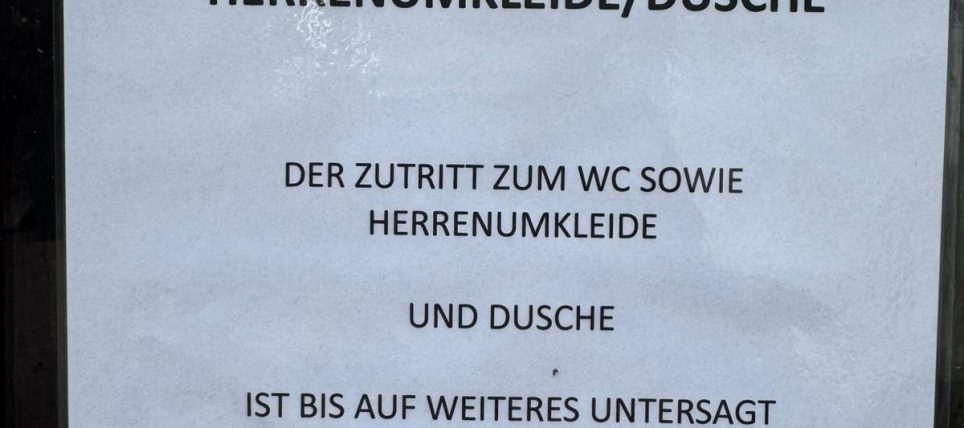 HERRENUMKLEIDE/DUSCHE
DER ZUTRITT ZUM WC SOWIE
HERRENUMKLEIDE
UND DUSCHE
IST BIS AUF WEITERES UNTERSAGT